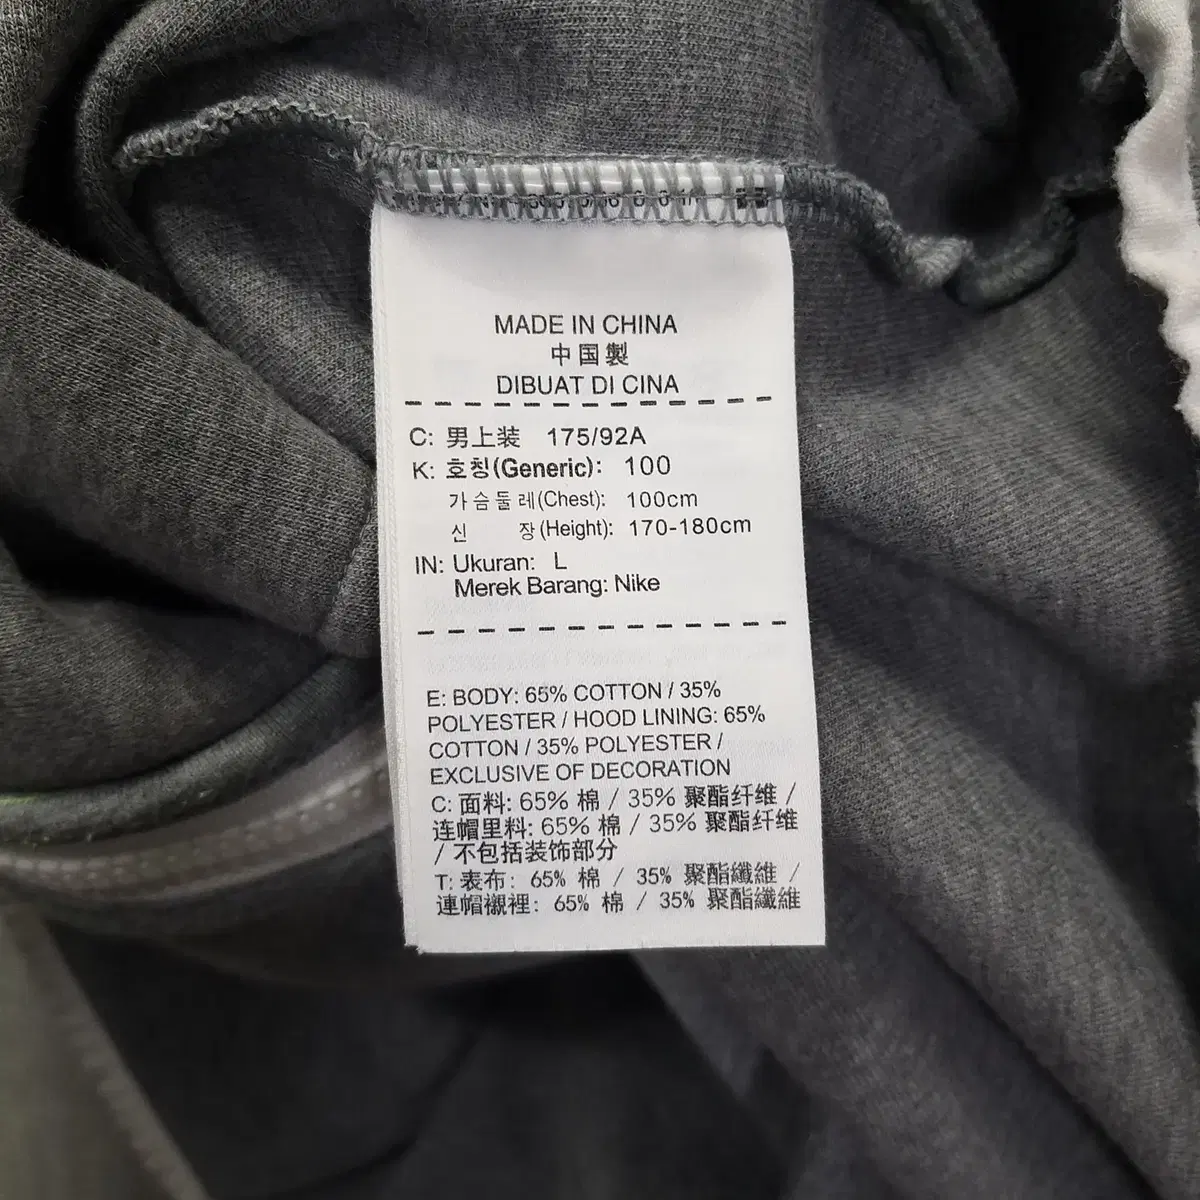 MADE IN CHINA
中国製
DIBUAT DI CINA
C: 男上装 175/92A
K: 호칭(Generic): 100
가슴둘레(Chest): 100cm
신 장(Height): 170-180cm
IN: Ukuran: L
Merek Barang: Nike
E: BODY: 65% COTTON / 35%
POLYESTER / HOOD LINING: 65%
COTTON / 35% POLYESTER /
EXCLUSIVE OF DECORATION
C: 面料: 65% 棉 / 35% 聚酯纤维 /
连帽里料: 65% 棉 / 35% 聚酯纤维
/ 不包括装饰部分
T: 表布: 65% 棉 / 35% 聚酯纖維 /
連帽襯裡: 65% 棉 / 35% 聚酯纖維